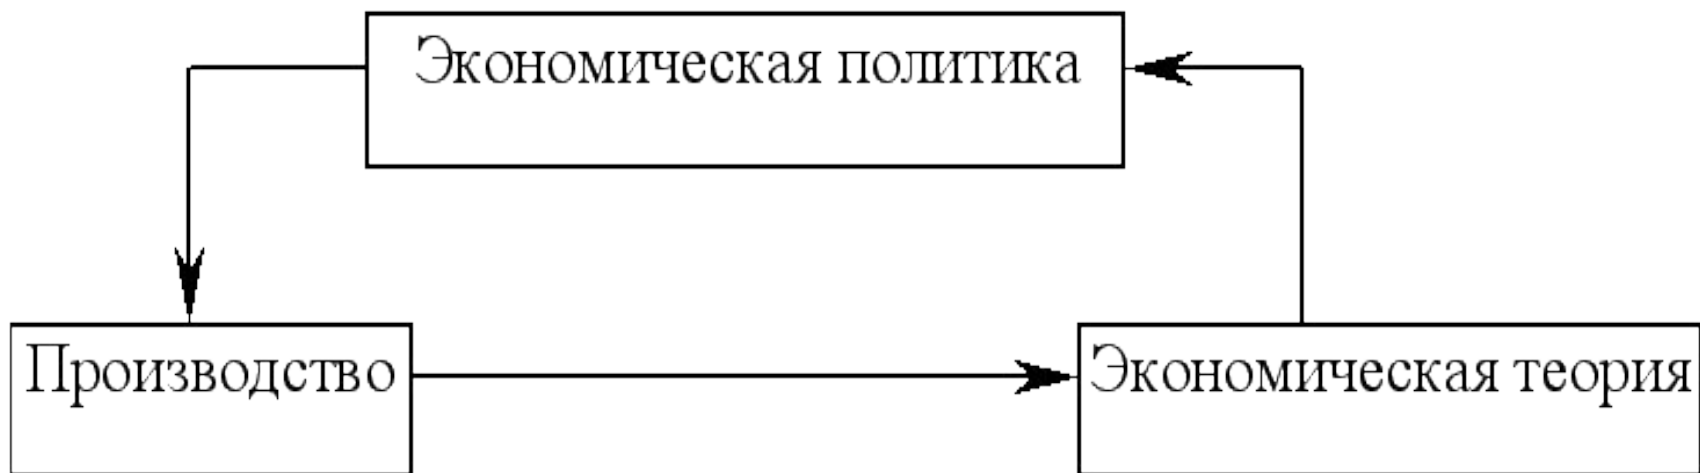 Экономическая политика
Производство
Экономическая теория